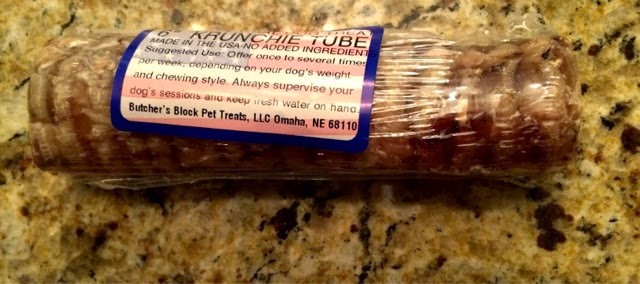 6" KHUNCHIE TUBE
MADE IN THE USA-NO ADDED INGREDIENT
Suggested Use: Offer once to several times
per week, depending on your dog's weight
and chewing style. Always supervise your
dog's sessions and keep fresh water on hand
Butcher's Block Pet Treats, LLC Omaha, NE 68110